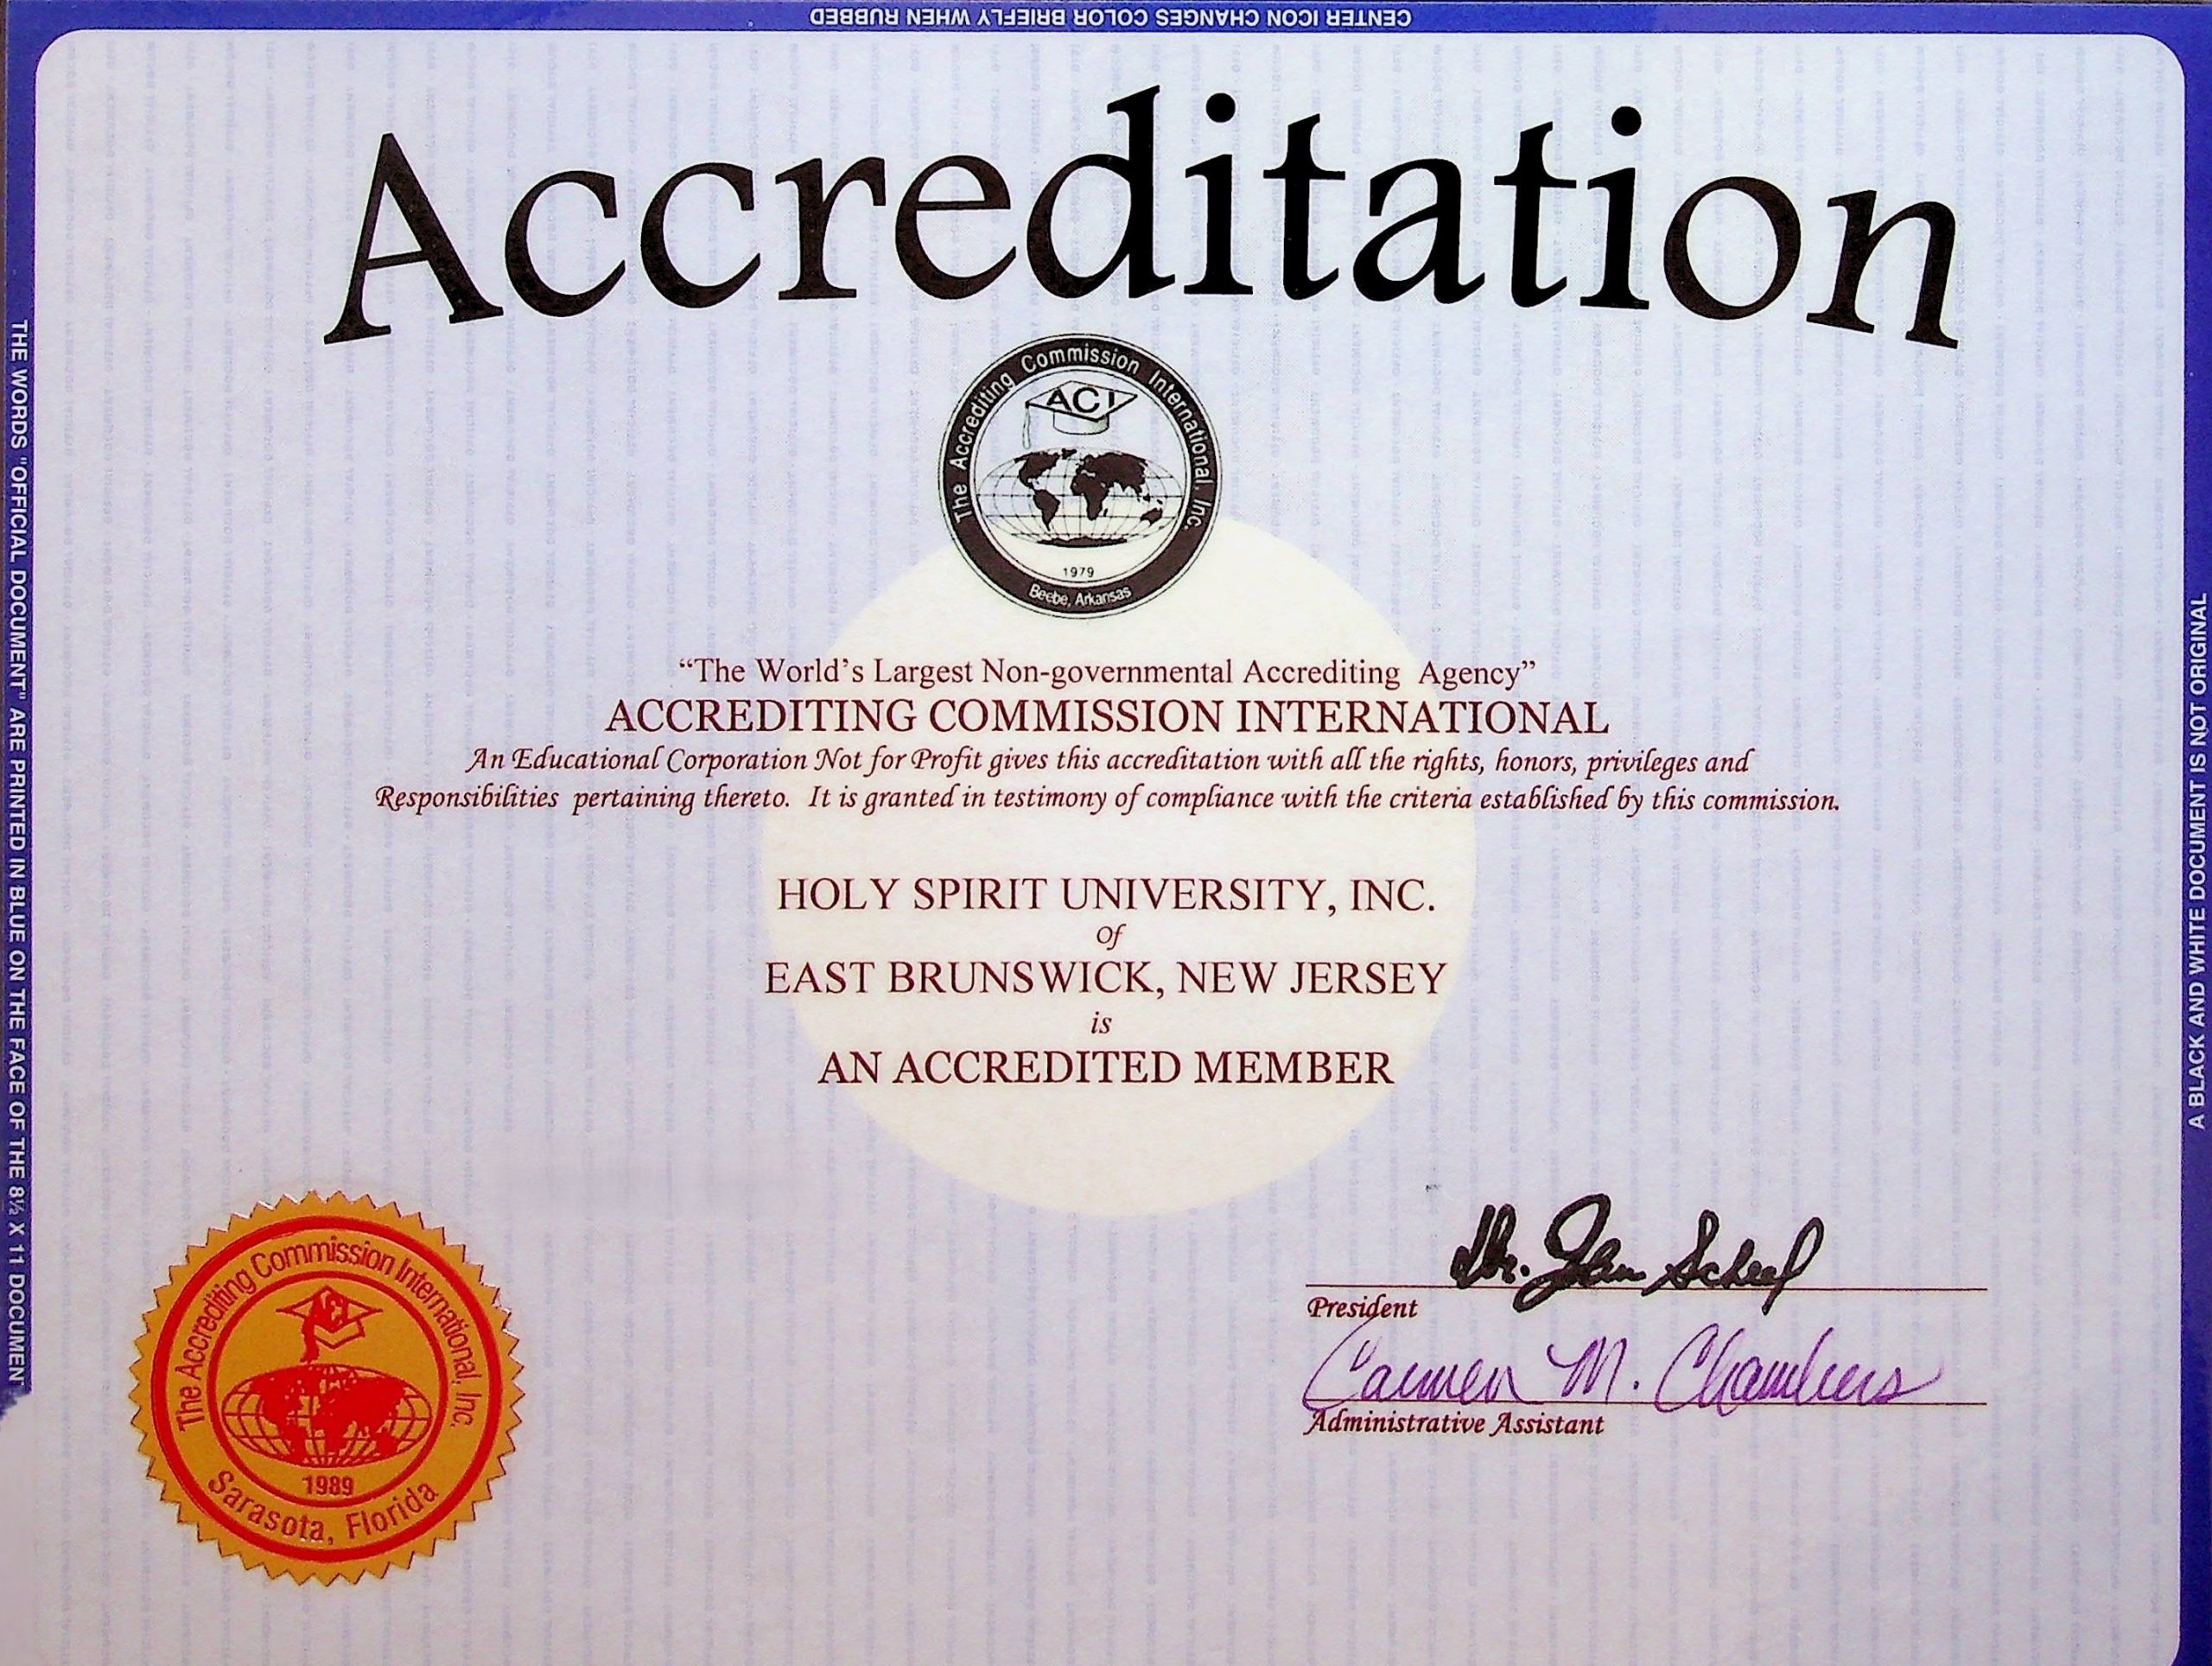 CENTER ICON CHANGES COLOR BRIEFLY WHEN RUBBED
Accreditation
The Accrediting Commission International, Inc.
ACI
1979
Beebe, Arkansas
“The World’s Largest Non-governmental Accrediting Agency”
ACCREDITING COMMISSION INTERNATIONAL
An Educational Corporation Not for Profit gives this accreditation with all the rights, honors, privileges and
Responsibilities pertaining thereto. It is granted in testimony of compliance with the criteria established by this commission.
HOLY SPIRIT UNIVERSITY, INC.
Of
EAST BRUNSWICK, NEW JERSEY
is
AN ACCREDITED MEMBER
The Accrediting Commission International, Inc.
1989
Sarasota, Florida
Dr. John Scheel
President
Carmen M. Chambers
Administrative Assistant
THE WORDS "OFFICIAL DOCUMENT" ARE PRINTED IN BLUE ON THE FACE OF THE 8½ X 11 DOCUMENT
A BLACK AND WHITE DOCUMENT IS NOT ORIGINAL